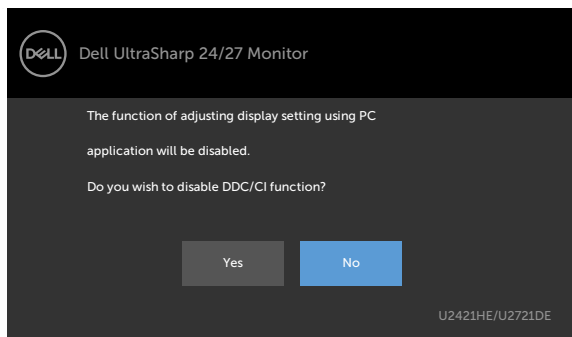 DELL
Dell UltraSharp 24/27 Monitor
The function of adjusting display setting using PC
application will be disabled.
Do you wish to disable DDC/CI function?
Yes
No
U2421HE/U2721DE